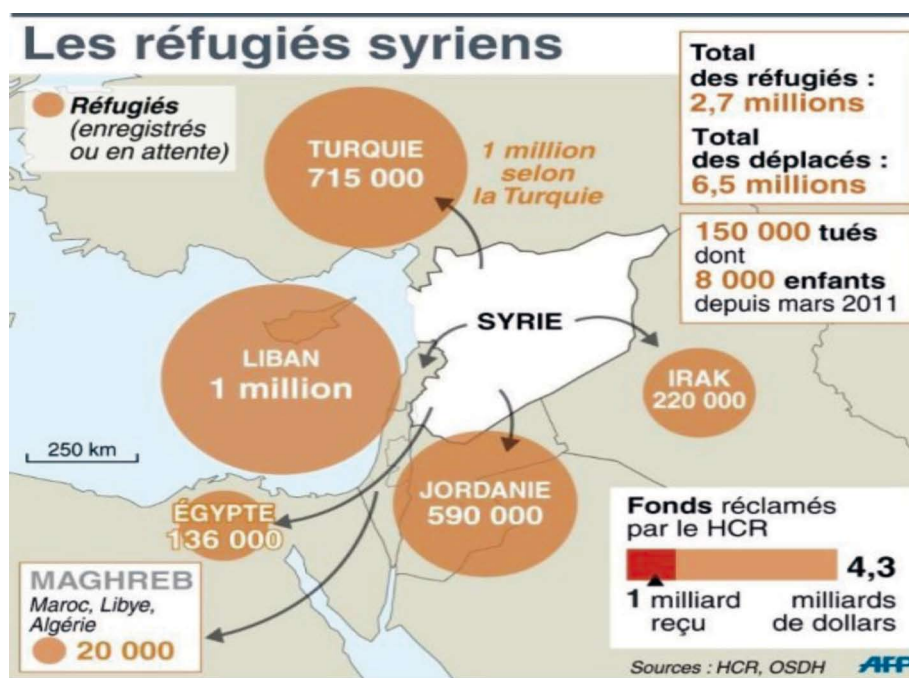 Les réfugiés syriens
Réfugiés
(enregistrés
ou en attente)
TURQUIE
715 000
1 million
selon
la Turquie
Total
des réfugiés :
2,7 millions
Total
des déplacés :
6,5 millions
150 000 tués
dont
8 000 enfants
depuis mars 2011
SYRIE
LIBAN
1 million
IRAK
220 000
250 km
JORDANIE
590 000
ÉGYPTE
136 000
MAGHREB
Maroc, Libye,
Algérie
20 000
Fonds réclamés
par le HCR
4,3
milliards
de dollars
1 milliard
reçu
Sources : HCR, OSDH
AFP